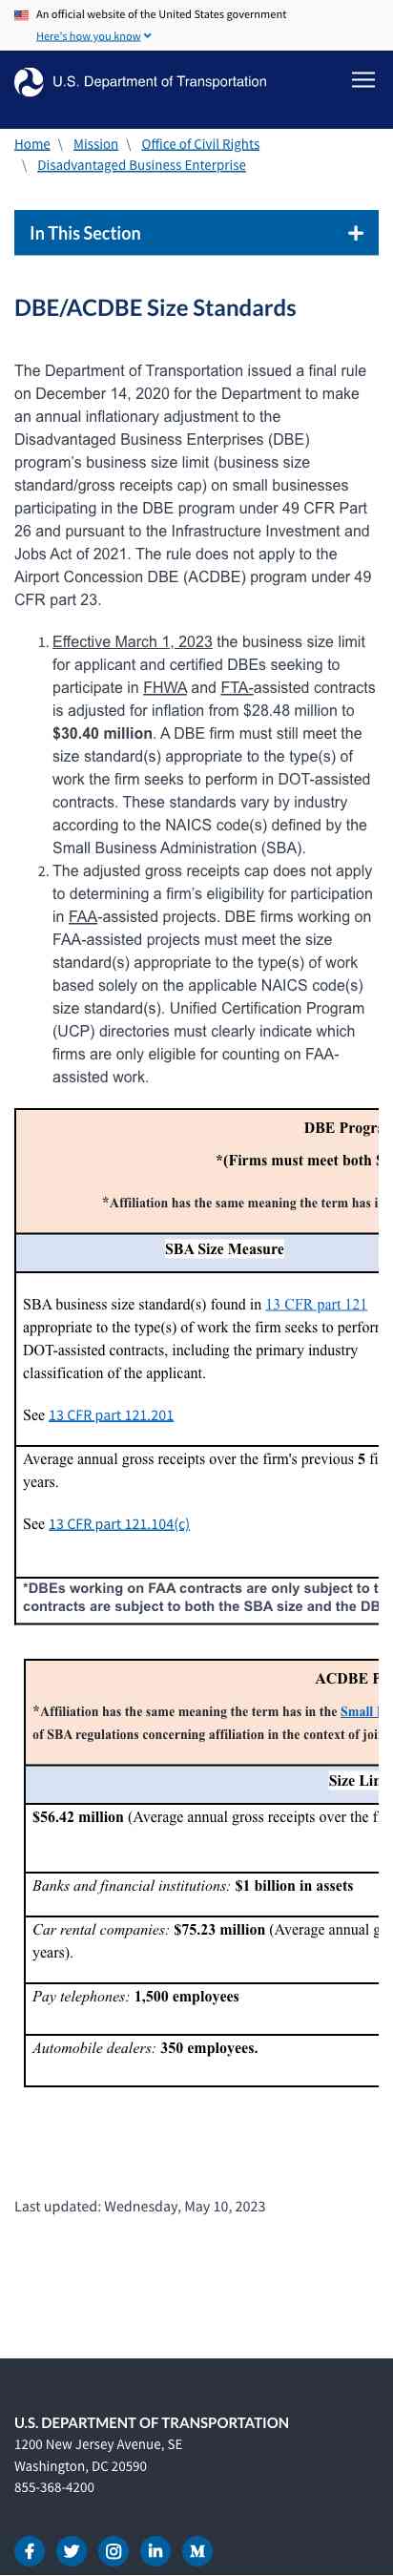 An official website of the United States government
Here's how you know
U.S. Department of Transportation
Home \ Mission \ Office of Civil Rights
\ Disadvantaged Business Enterprise
In This Section
DBE/ACDBE Size Standards
The Department of Transportation issued a final rule
on December 14, 2020 for the Department to make
an annual inflationary adjustment to the
Disadvantaged Business Enterprises (DBE)
program's business size limit (business size
standard/gross receipts cap) on small businesses
participating in the DBE program under 49 CFR Part
26 and pursuant to the Infrastructure Investment and
Jobs Act of 2021. The rule does not apply to the
Airport Concession DBE (ACDBE) program under 49
CFR part 23.
1. Effective March 1, 2023 the business size limit
for applicant and certified DBEs seeking to
participate in FHWA and FTA-assisted contracts
is adjusted for inflation from $28.48 million to
$30.40 million. A DBE firm must still meet the
size standard(s) appropriate to the type(s) of
work the firm seeks to perform in DOT-assisted
contracts. These standards vary by industry
according to the NAICS code(s) defined by the
Small Business Administration (SBA).
2. The adjusted gross receipts cap does not apply
to determining a firm's eligibility for participation
in FAA-assisted projects. DBE firms working on
FAA-assisted projects must meet the size
standard(s) appropriate to the type(s) of work
based solely on the applicable NAICS code(s)
size standard(s). Unified Certification Program
(UCP) directories must clearly indicate which
firms are only eligible for counting on FAA-
assisted work.
DBE Progr
*(Firms must meet both
*Affiliation has the same meaning the term has i
SBA Size Measure
SBA business size standard(s) found in 13 CFR part 121
appropriate to the type(s) of work the firm seeks to perfor
DOT-assisted contracts, including the primary industry
classification of the applicant.
See 13 CFR part 121.201
Average annual gross receipts over the firm's previous 5 fi
years.
See 13 CFR part 121.104(c)
*DBEs working on FAA contracts are only subject to t
contracts are subject to both the SBA size and the DB
ACDBE P
*Affiliation has the same meaning the term has in the Small
of SBA regulations concerning affiliation in the context of joi
Size Lir
$56.42 million (Average annual gross receipts over the f
Banks and financial institutions: $1 billion in assets
Car rental companies: $75.23 million (Average annual g
years).
Pay telephones: 1,500 employees
Automobile dealers: 350 employees.
Last updated: Wednesday, May 10, 2023
U.S. DEPARTMENT OF TRANSPORTATION
1200 New Jersey Avenue, SE
Washington, DC 20590
855-368-4200